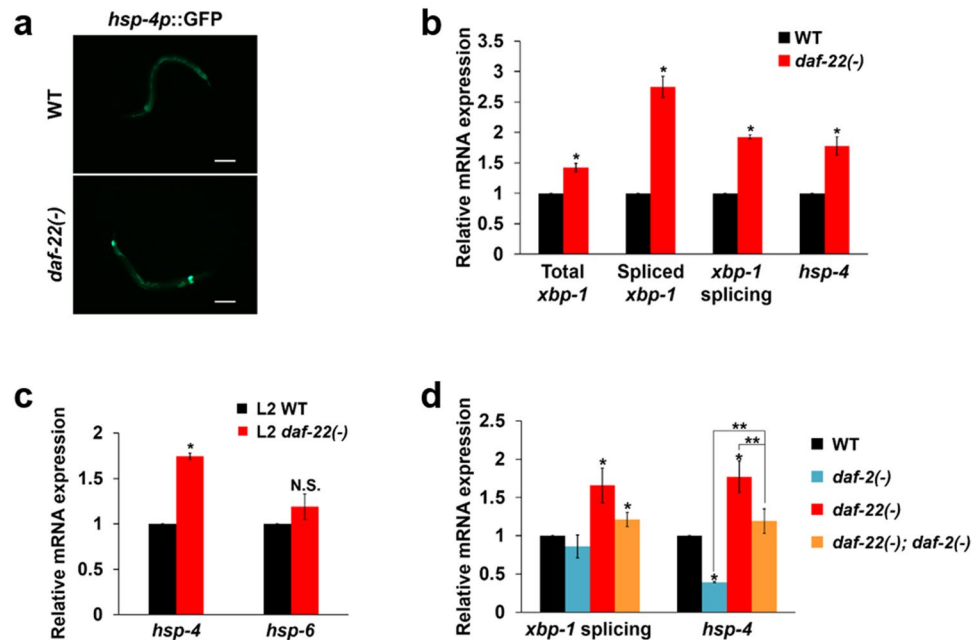 a
hsp-4p::GFP
WT
daf-22(-)
b
WT
daf-22(-)
Relative mRNA expression
3.5
3
2.5
2
1.5
1
0.5
0
*
*
*
*
Total xbp-1
Spliced xbp-1
xbp-1 splicing
hsp-4
c
L2 WT
L2 daf-22(-)
Relative mRNA expression
2
1.5
1
0.5
0
*
N.S.
hsp-4
hsp-6
d
WT
daf-2(-)
daf-22(-)
daf-22(-); daf-2(-)
Relative mRNA expression
2.5
2
1.5
1
0.5
0
*
*
**
**
*
*
xbp-1 splicing
hsp-4